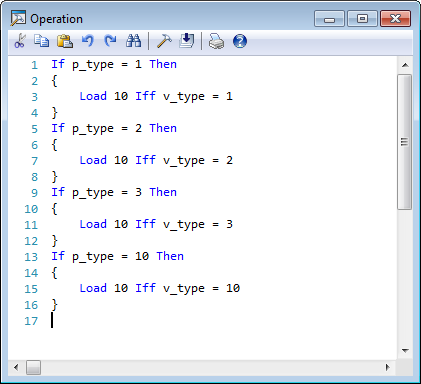 Operation
1 If p_type = 1 Then
2 {
3     Load 10 Iff v_type = 1
4 }
5 If p_type = 2 Then
6 {
7     Load 10 Iff v_type = 2
8 }
9 If p_type = 3 Then
10 {
11     Load 10 Iff v_type = 3
12 }
13 If p_type = 10 Then
14 {
15     Load 10 Iff v_type = 10
16 }
17